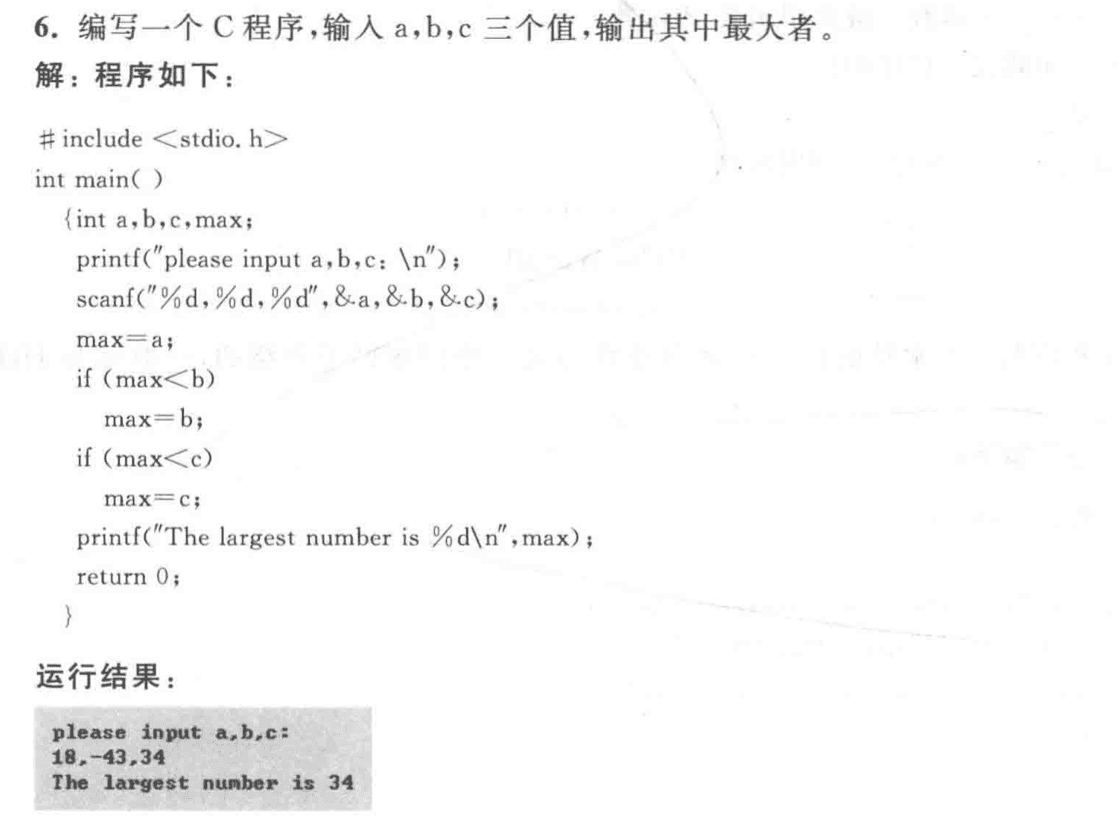 6. 编写一个 C 程序,输入 a,b,c 三个值,输出其中最大者。
解：程序如下：
#include <stdio.h>
int main( )
{int a,b,c,max;
printf("please input a,b,c: \n");
scanf("%d,%d,%d",&a,&b,&c);
max=a;
if (max<b)
max=b;
if (max<c)
max=c;
printf("The largest number is %d\n",max);
return 0;
}
运行结果：
please input a,b,c:
18,-43,34
The largest number is 34